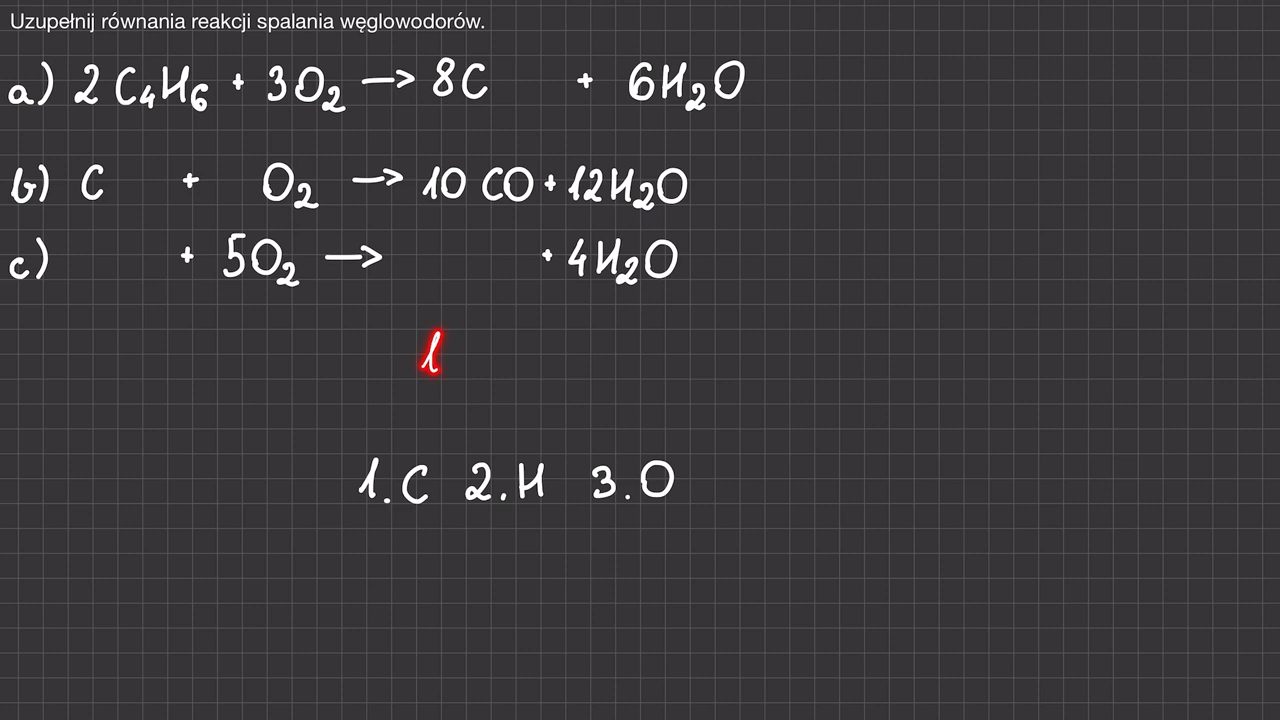 Uzupełnij równania reakcji spalania węglowodorów.
a) 2 C₄H₆ + 3O₂ → 8C + 6H₂O
b) C + O₂ → 10 CO + 12H₂O
c) + 5O₂ → + 4H₂O
1
1. C 2. H 3. O